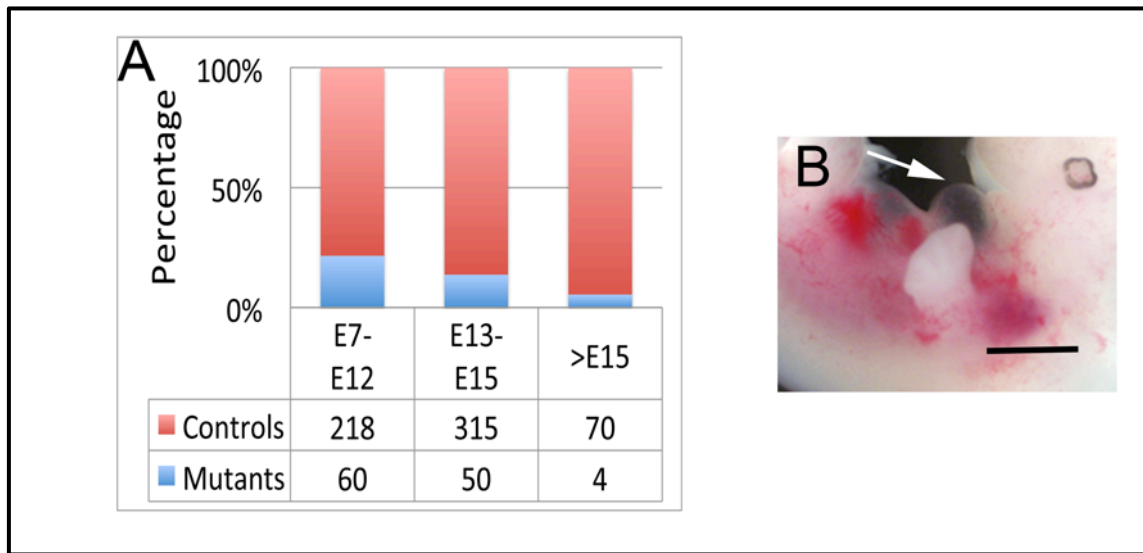 A
Percentage
100%
50%
0%
E7-
E12
E13-
E15
>E15
Controls 218 315 70
Mutants 60 50 4
B